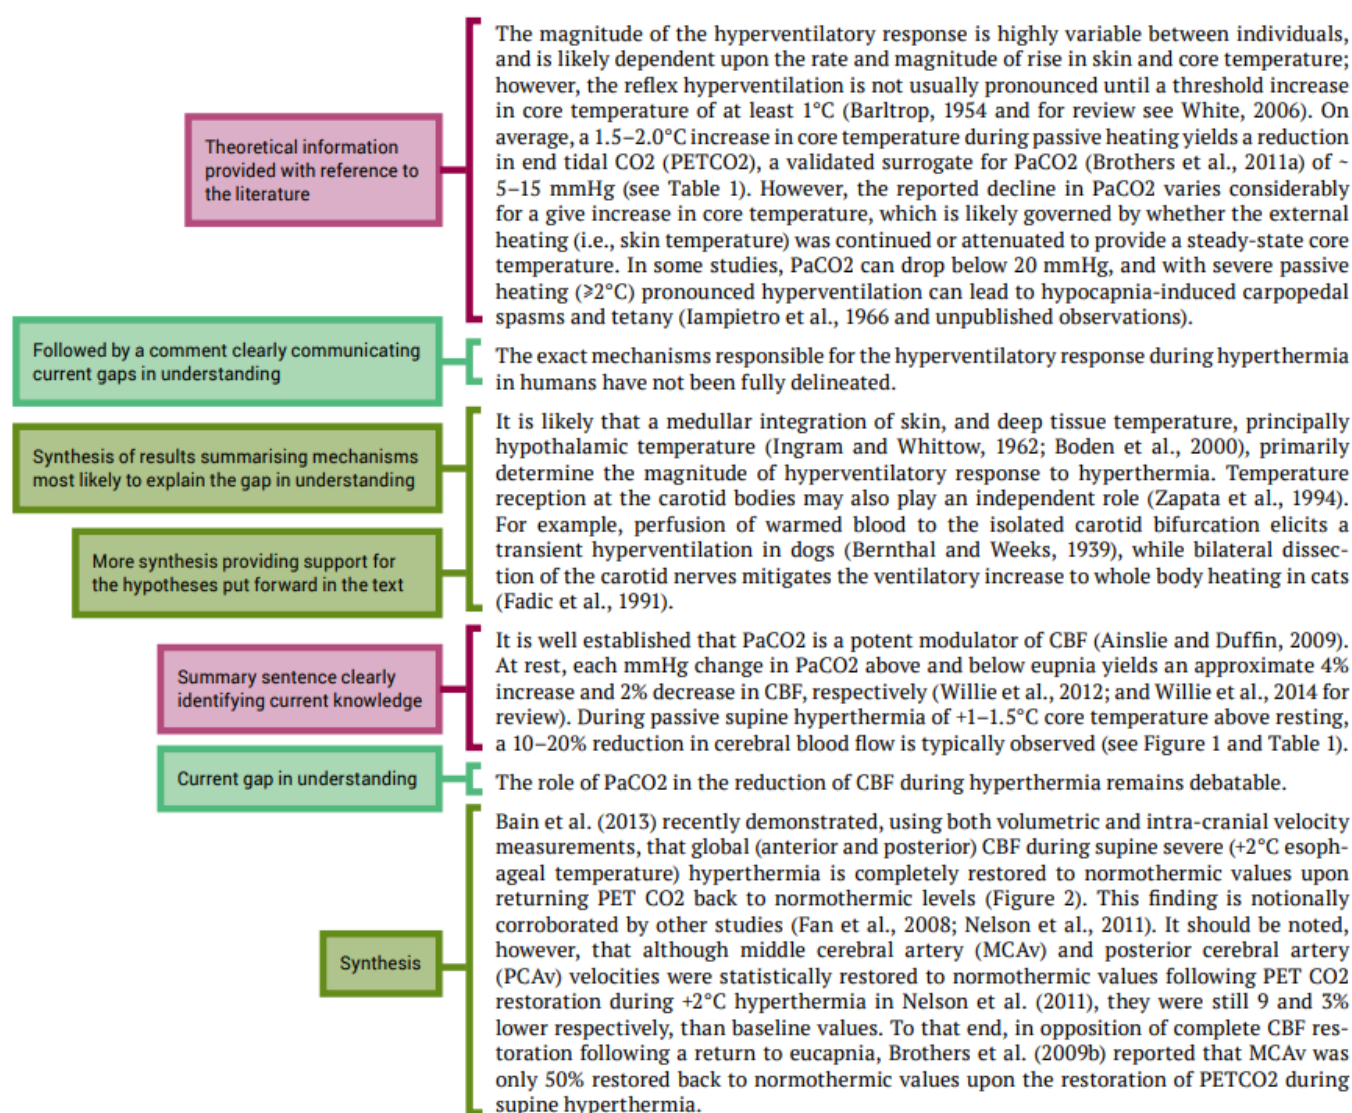 Theoretical information
provided with reference to
the literature
The magnitude of the hyperventilatory response is highly variable between individuals,
and is likely dependent upon the rate and magnitude of rise in skin and core temperature;
however, the reflex hyperventilation is not usually pronounced until a threshold increase
in core temperature of at least 1°C (Barltrop, 1954 and for review see White, 2006). On
average, a 1.5–2.0°C increase in core temperature during passive heating yields a reduction
in end tidal CO2 (PETCO2), a validated surrogate for PaCO2 (Brothers et al., 2011a) of ~
5–15 mmHg (see Table 1). However, the reported decline in PaCO2 varies considerably
for a give increase in core temperature, which is likely governed by whether the external
heating (i.e., skin temperature) was continued or attenuated to provide a steady-state core
temperature. In some studies, PaCO2 can drop below 20 mmHg, and with severe passive
heating (⩾2°C) pronounced hyperventilation can lead to hypocapnia-induced carpopedal
spasms and tetany (Iampietro et al., 1966 and unpublished observations).
Followed by a comment clearly communicating
current gaps in understanding
The exact mechanisms responsible for the hyperventilatory response during hyperthermia
in humans have not been fully delineated.
Synthesis of results summarising mechanisms
most likely to explain the gap in understanding
More synthesis providing support for
the hypotheses put forward in the text
It is likely that a medullar integration of skin, and deep tissue temperature, principally
hypothalamic temperature (Ingram and Whittow, 1962; Boden et al., 2000), primarily
determine the magnitude of hyperventilatory response to hyperthermia. Temperature
reception at the carotid bodies may also play an independent role (Zapata et al., 1994).
For example, perfusion of warmed blood to the isolated carotid bifurcation elicits a
transient hyperventilation in dogs (Bernthal and Weeks, 1939), while bilateral dissec-
tion of the carotid nerves mitigates the ventilatory increase to whole body heating in cats
(Fadic et al., 1991).
Summary sentence clearly
identifying current knowledge
It is well established that PaCO2 is a potent modulator of CBF (Ainslie and Duffin, 2009).
At rest, each mmHg change in PaCO2 above and below eupnia yields an approximate 4%
increase and 2% decrease in CBF, respectively (Willie et al., 2012; and Willie et al., 2014 for
review). During passive supine hyperthermia of +1–1.5°C core temperature above resting,
a 10–20% reduction in cerebral blood flow is typically observed (see Figure 1 and Table 1).
Current gap in understanding
The role of PaCO2 in the reduction of CBF during hyperthermia remains debatable.
Synthesis
Bain et al. (2013) recently demonstrated, using both volumetric and intra-cranial velocity
measurements, that global (anterior and posterior) CBF during supine severe (+2°C esoph-
ageal temperature) hyperthermia is completely restored to normothermic values upon
returning PET CO2 back to normothermic levels (Figure 2). This finding is notionally
corroborated by other studies (Fan et al., 2008; Nelson et al., 2011). It should be noted,
however, that although middle cerebral artery (MCAv) and posterior cerebral artery
(PCAv) velocities were statistically restored to normothermic values following PET CO2
restoration during +2°C hyperthermia in Nelson et al. (2011), they were still 9 and 3%
lower respectively, than baseline values. To that end, in opposition of complete CBF res-
toration following a return to eucapnia, Brothers et al. (2009b) reported that MCAv was
only 50% restored back to normothermic values upon the restoration of PETCO2 during
supine hyperthermia.